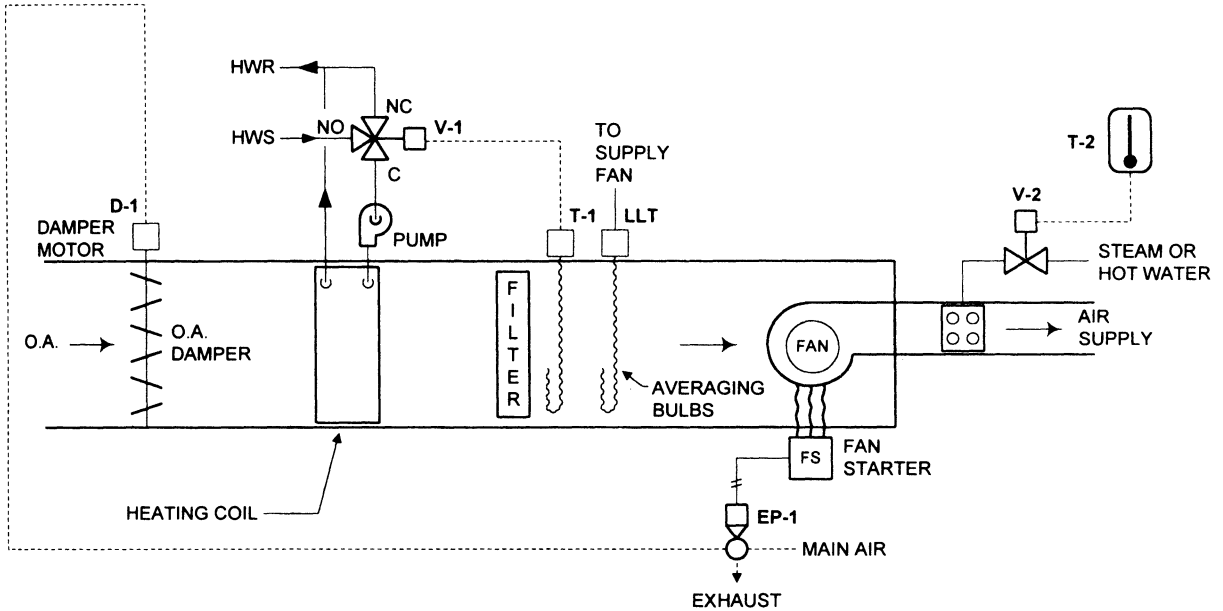 HWR
NC
HWS
NO
V-1
C
TO
SUPPLY
FAN
T-2
D-1
DAMPER
MOTOR
PUMP
T-1
LLT
V-2
STEAM OR
HOT WATER
O.A.
O.A.
DAMPER
FILTER
FAN
AIR
SUPPLY
AVERAGING
BULBS
FS
FAN
STARTER
HEATING COIL
EP-1
MAIN AIR
EXHAUST